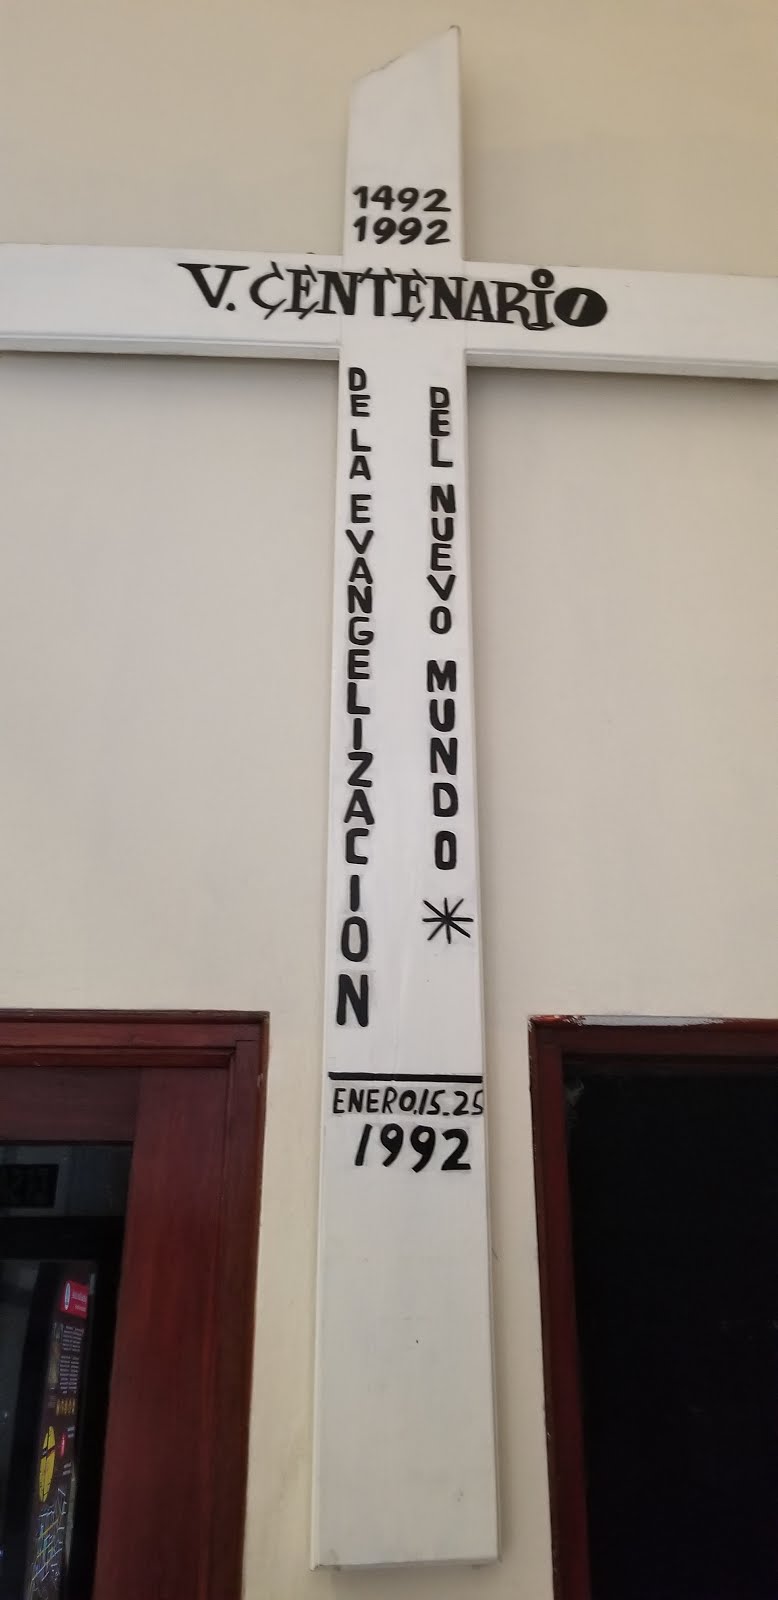 1492
1992
V. CENTENARIO
DE LA EVANGELIZACION
DEL NUEVO MUNDO *
ENERO.15-25
1992